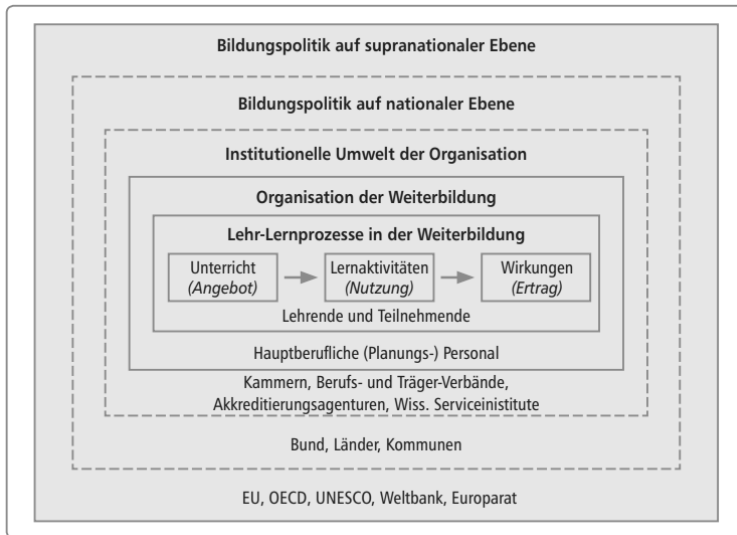 Bildungspolitik auf supranationaler Ebene
Bildungspolitik auf nationaler Ebene
Institutionelle Umwelt der Organisation
Organisation der Weiterbildung
Lehr-Lernprozesse in der Weiterbildung
Unterricht
(Angebot)
Lernaktivitäten
(Nutzung)
Wirkungen
(Ertrag)
Lehrende und Teilnehmende
Hauptberufliche (Planungs-) Personal
Kammern, Berufs- und Träger-Verbände,
Akkreditierungsagenturen, Wiss. Serviceinistitute
Bund, Länder, Kommunen
EU, OECD, UNESCO, Weltbank, Europarat